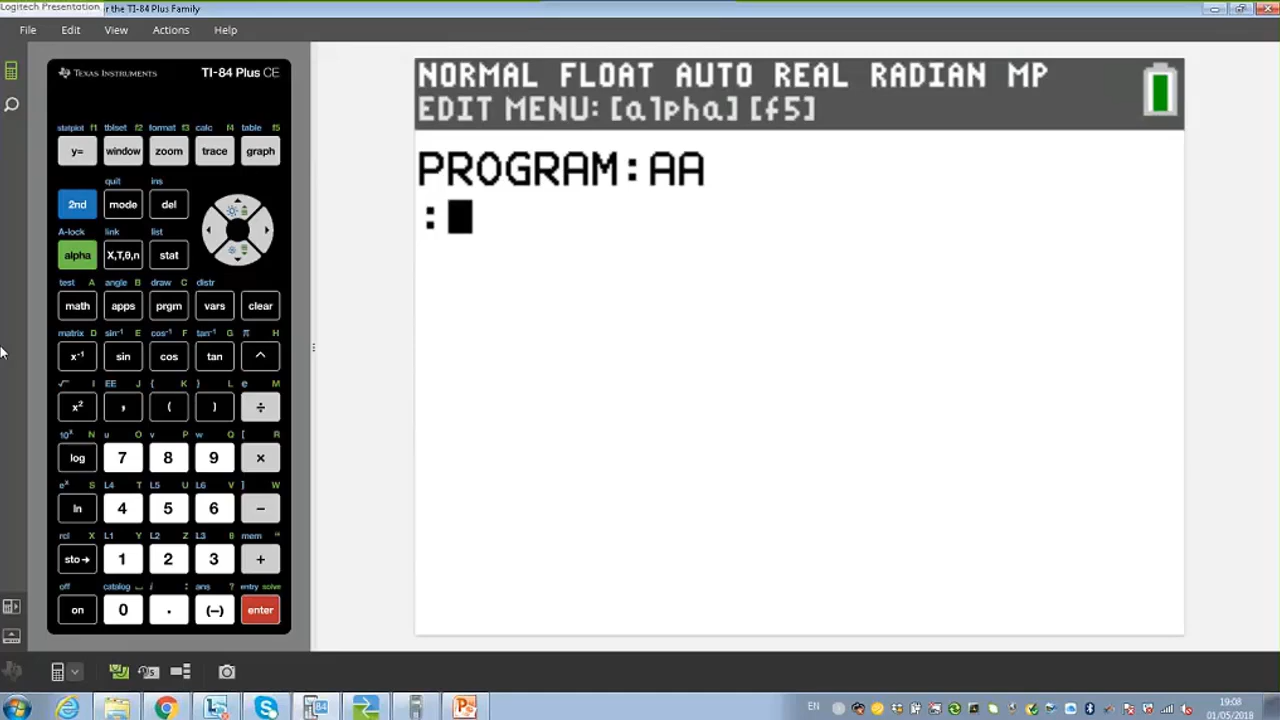 Logitech Presentation
r the TI-84 Plus Family
File Edit View Actions Help
TEXAS INSTRUMENTS TI-84 Plus CE
statplot f1 tblset f2 format f3 calc f4 table f5
y= window zoom trace graph
quit ins
2nd mode del
A-lock link list
alpha X,T,θ,n stat
test A angle B draw C distr
math apps prgm vars clear
matrix D sin⁻¹ E cos⁻¹ F tan⁻¹ G π H
x⁻¹ sin cos tan ^
√ I EE J { K } L e M
x² , ( ) ÷
10ˣ N u O v P w Q [ R
log 7 8 9 ×
eˣ S L4 T L5 U L6 V ] W
ln 4 5 6 −
rcl X L1 Y L2 Z L3 θ mem "
sto→ 1 2 3 +
off catalog i : ans ? entry solve
on 0 . (−) enter
NORMAL FLOAT AUTO REAL RADIAN MP
EDIT MENU: [alpha] [f5]
PROGRAM:AA
:
EN 19:08
01/05/2018